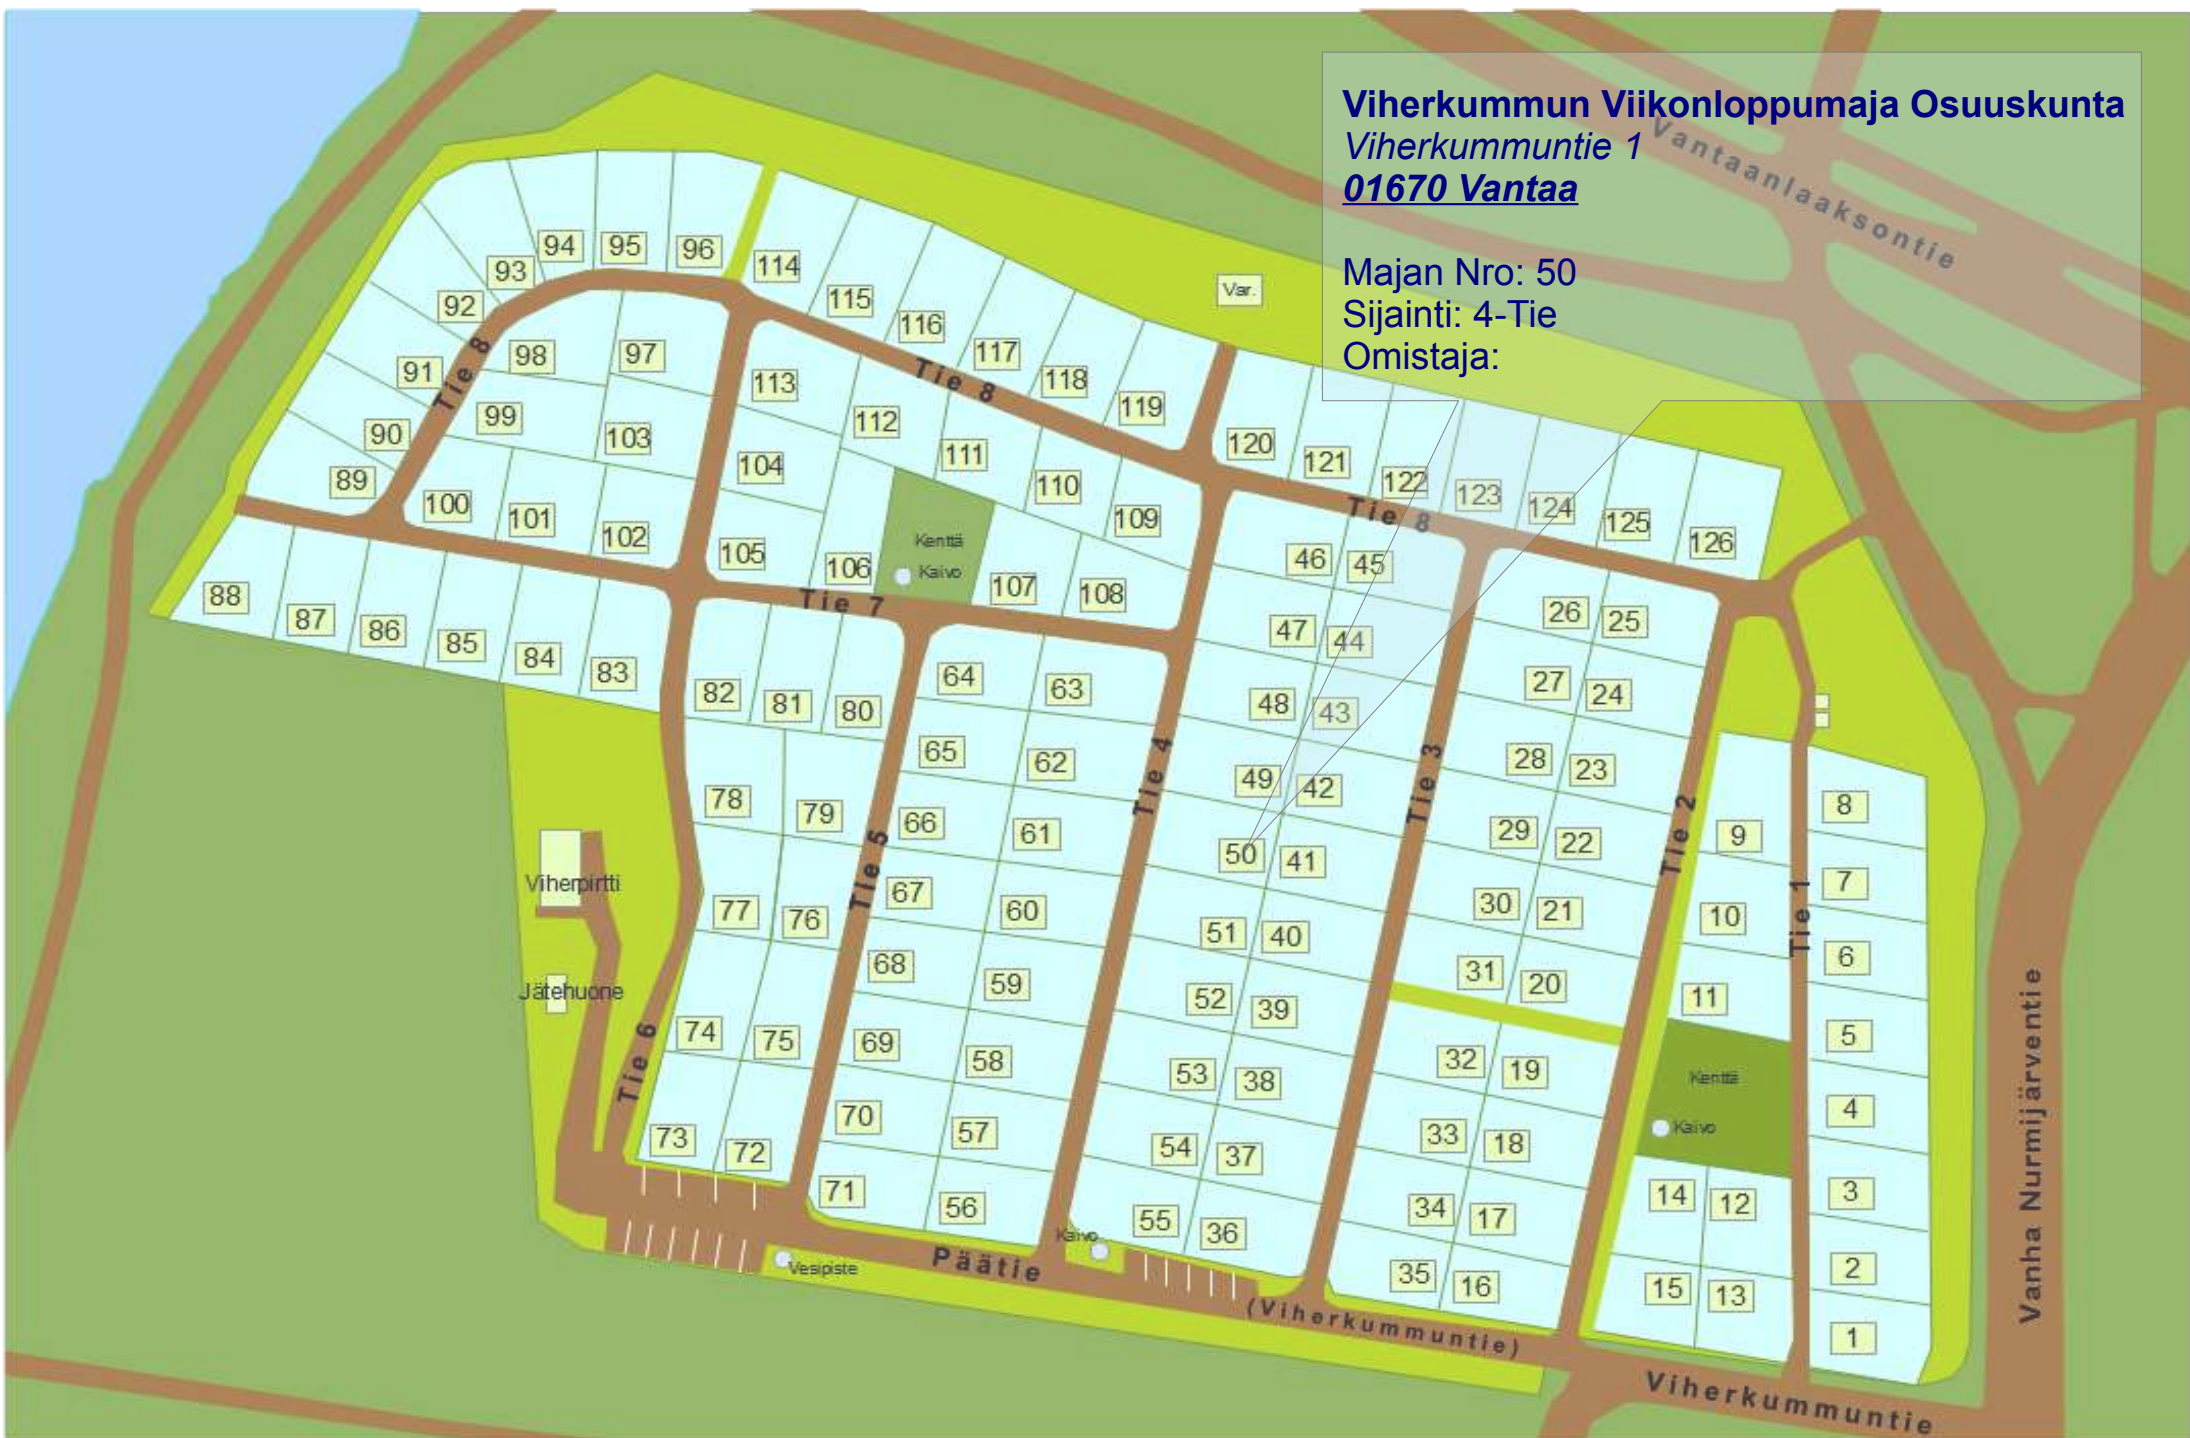 Viherkummun Viikonloppumaja Osuuskunta
Viherkummuntie 1
01670 Vantaa
Majan Nro: 50
Sijainti: 4-Tie
Omistaja:
Vantaanlaaksontie
94 95 96
93
114
92
115
Var.
116
98 97
117
91
Tie 8
113
Tie 8
118
119
99
112
90
103
111
120
121
104
89
110
122
123
124
100
101
109
Tie 8
125
102
105
Kenttä
126
106
Kaivo
46 45
107
108
88
Tie 7
87
26 25
86
47 44
85
84
83
64 63
82 81 80
48 43
27 24
65 62
Tie 4
49 42
Tie 3
28 23
78 79
66 61
Tie 2
8
50 41
29 22
9
Viherpirtti
Tie 5
67 60
7
77 76
51 40
30 21
10
Tie 1
68 59
6
31 20
Jätehuone
52 39
11
74 75
69 58
5
Tie 6
53 38
32 19
Kenttä
73 72
70 57
4
Kaivo
54 37
33 18
71 56
14 12
3
55 36
34 17
Kaivo
Vesipiste
Päätie
35 16
15 13
2
(Viherkummuntie)
1
Viherkummuntie
Vanha Nurmijärventie